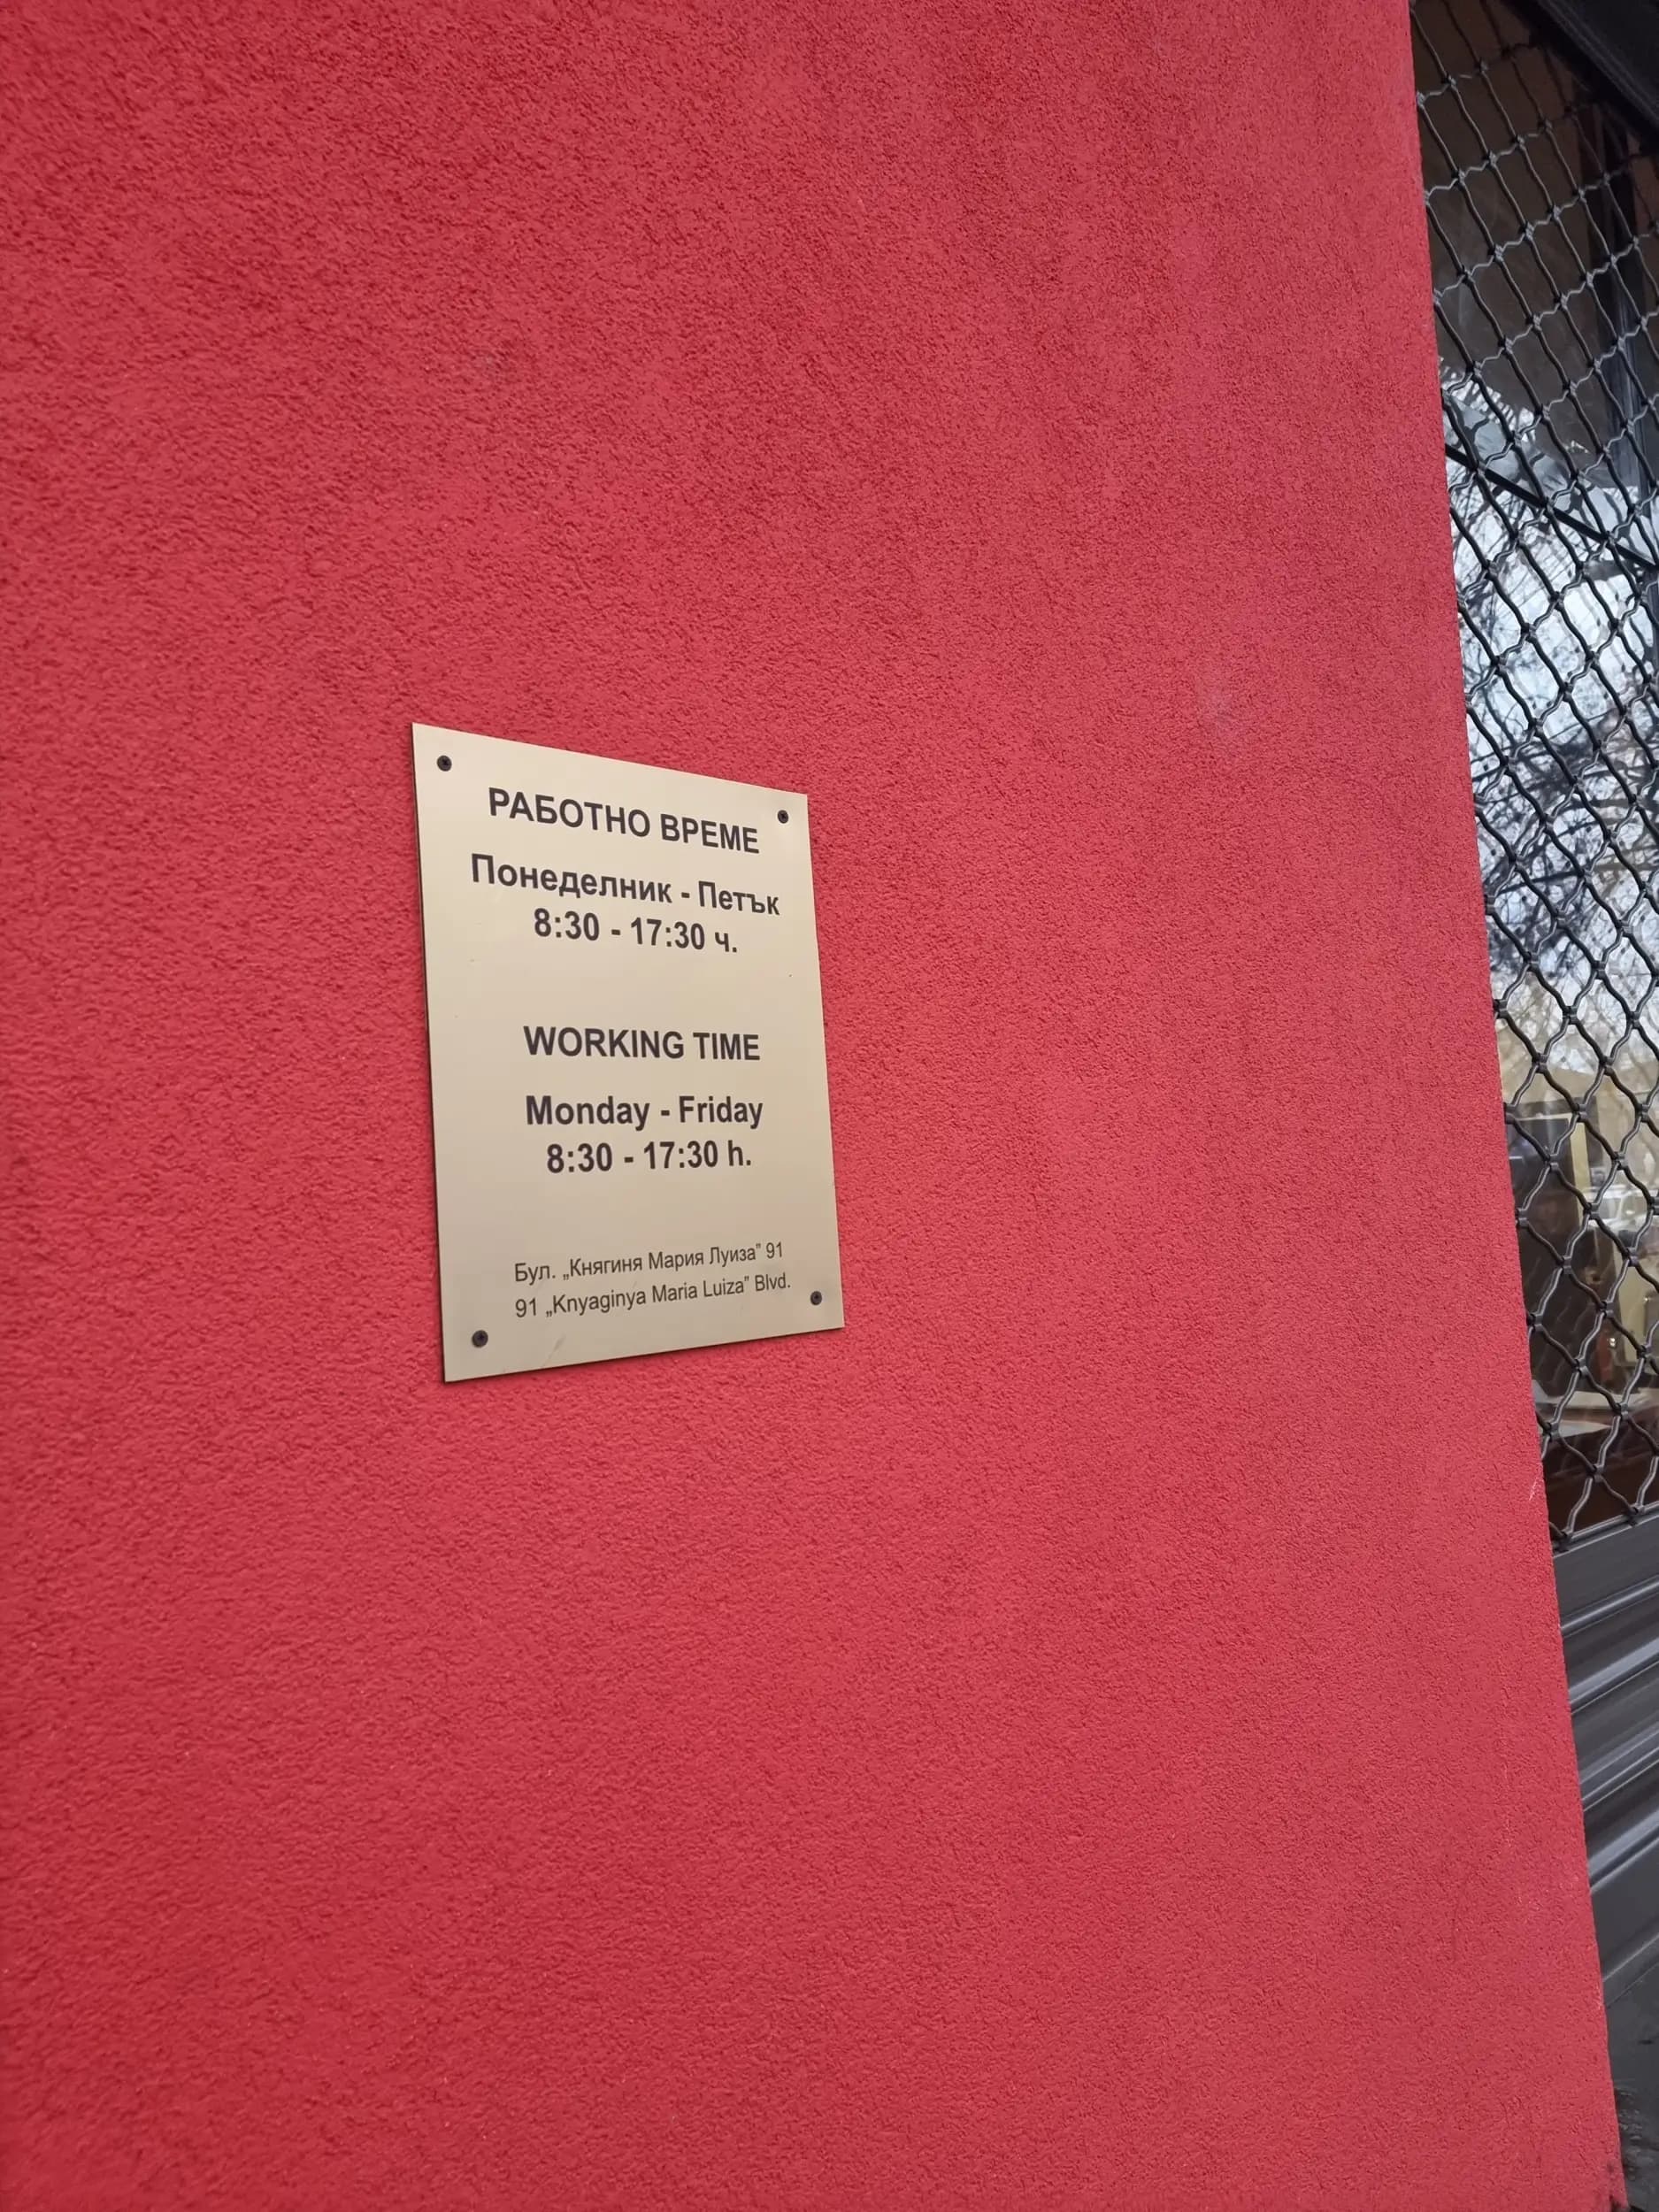 РАБОТНО ВРЕМЕ
Понеделник - Петък
8:30 - 17:30 ч.
WORKING TIME
Monday - Friday
8:30 - 17:30 h.
Бул. „Княгиня Мария Луиза” 91
91 „Knyaginya Maria Luiza” Blvd.